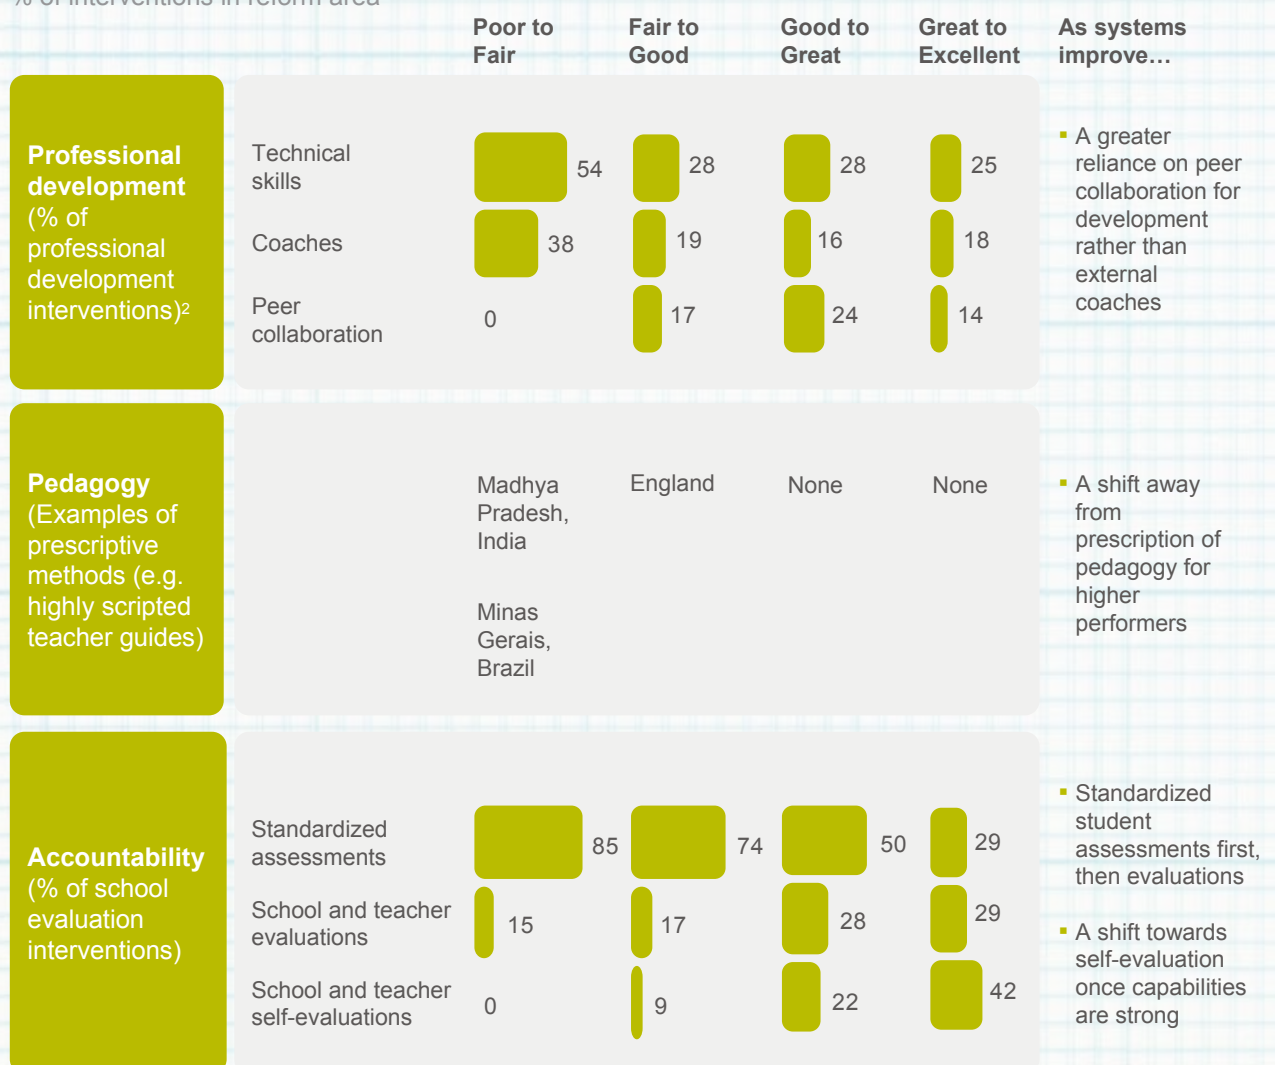 % of interventions in reform area
Poor to
Fair
Fair to
Good
Good to
Great
Great to
Excellent
As systems
improve…
Professional
development
(% of
professional
development
interventions)²
Technical
skills
54
28
28
25
Coaches
38
19
16
18
Peer
collaboration
0
17
24
14
▪ A greater
reliance on peer
collaboration for
development
rather than
external
coaches
Pedagogy
(Examples of
prescriptive
methods (e.g.
highly scripted
teacher guides)
Madhya
Pradesh,
India
Minas
Gerais,
Brazil
England
None
None
▪ A shift away
from
prescription of
pedagogy for
higher
performers
Accountability
(% of school
evaluation
interventions)
Standardized
assessments
85
74
50
29
School and teacher
evaluations
15
17
28
29
School and teacher
self-evaluations
0
9
22
42
▪ Standardized
student
assessments first,
then evaluations
▪ A shift towards
self-evaluation
once capabilities
are strong